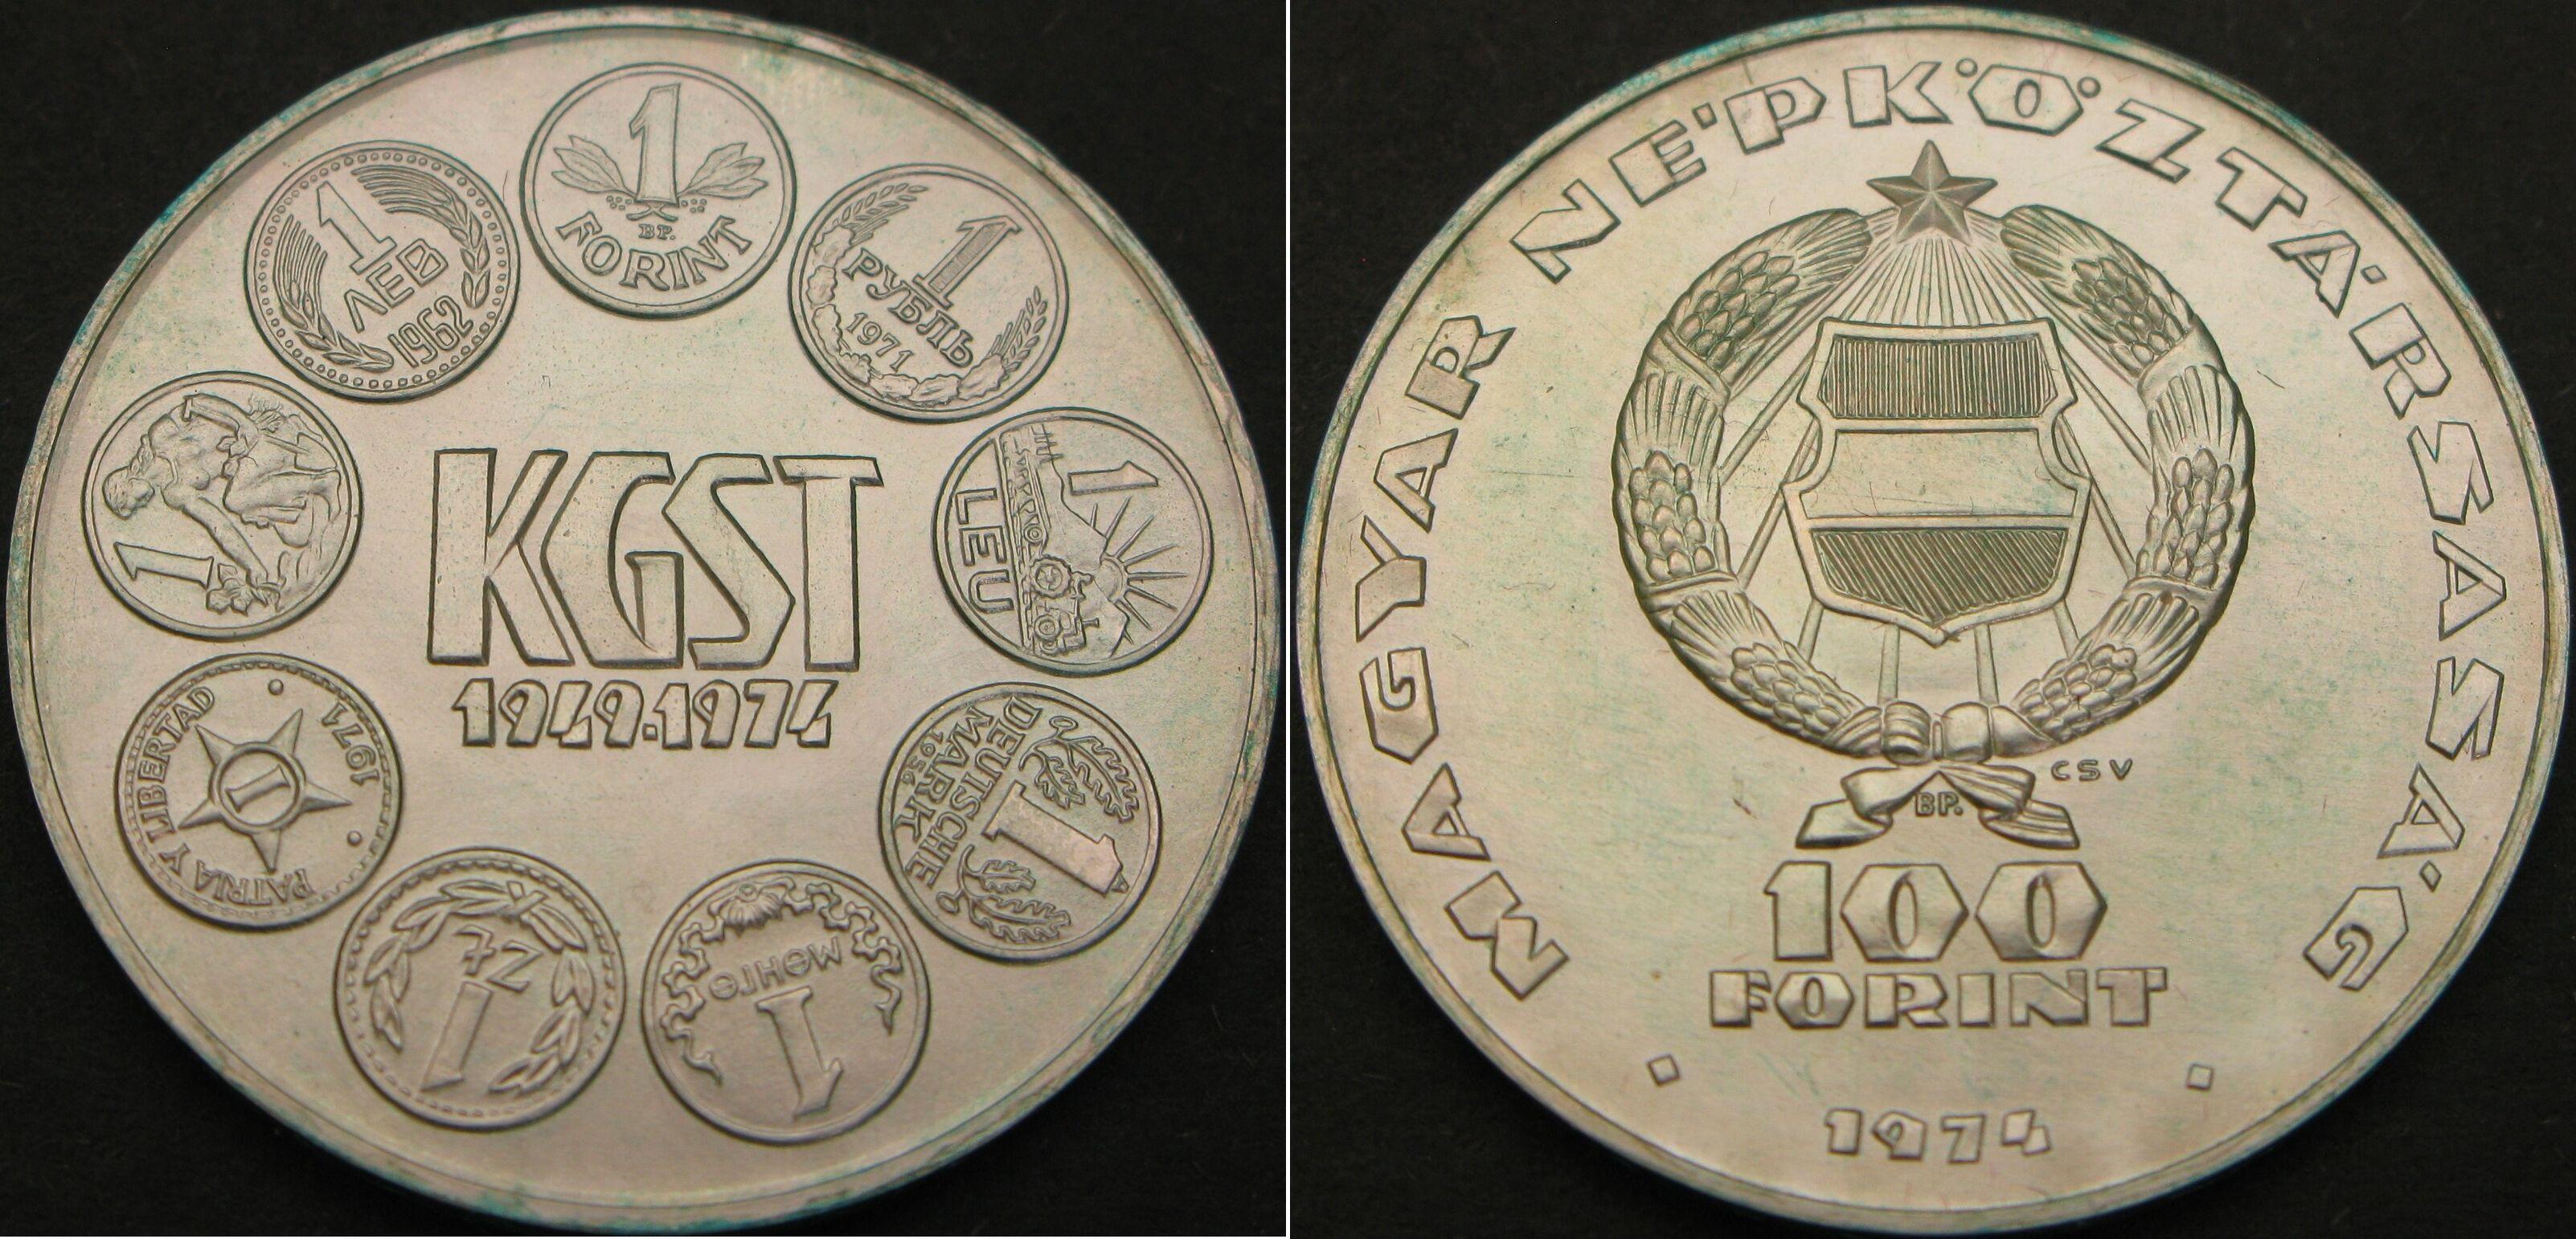 1
BP.
FORINT
1
РУБЛЬ
1971
1
LEU
1
DEUTSCHE
MARK
1956
1
МӨНГӨ
1
ZŁ
PATRIA Y LIBERTAD
1971
1
1
1
ЛЕВ
1962
KGST
1949.1974
MAGYAR NÉPKÖZTÁRSASÁG
CSV
BP.
100
FORINT
1974